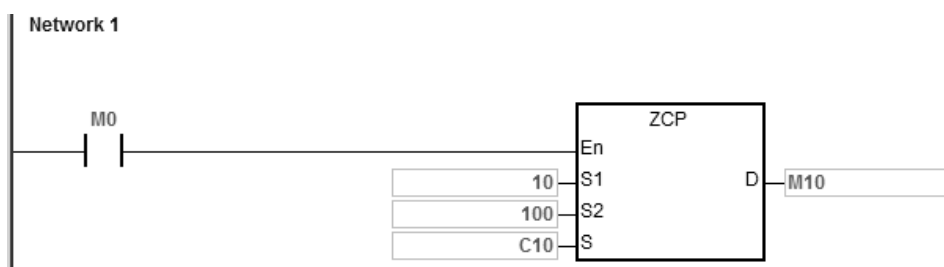 Network 1
M0
ZCP
En
10 S1 D M10
100 S2
C10 S